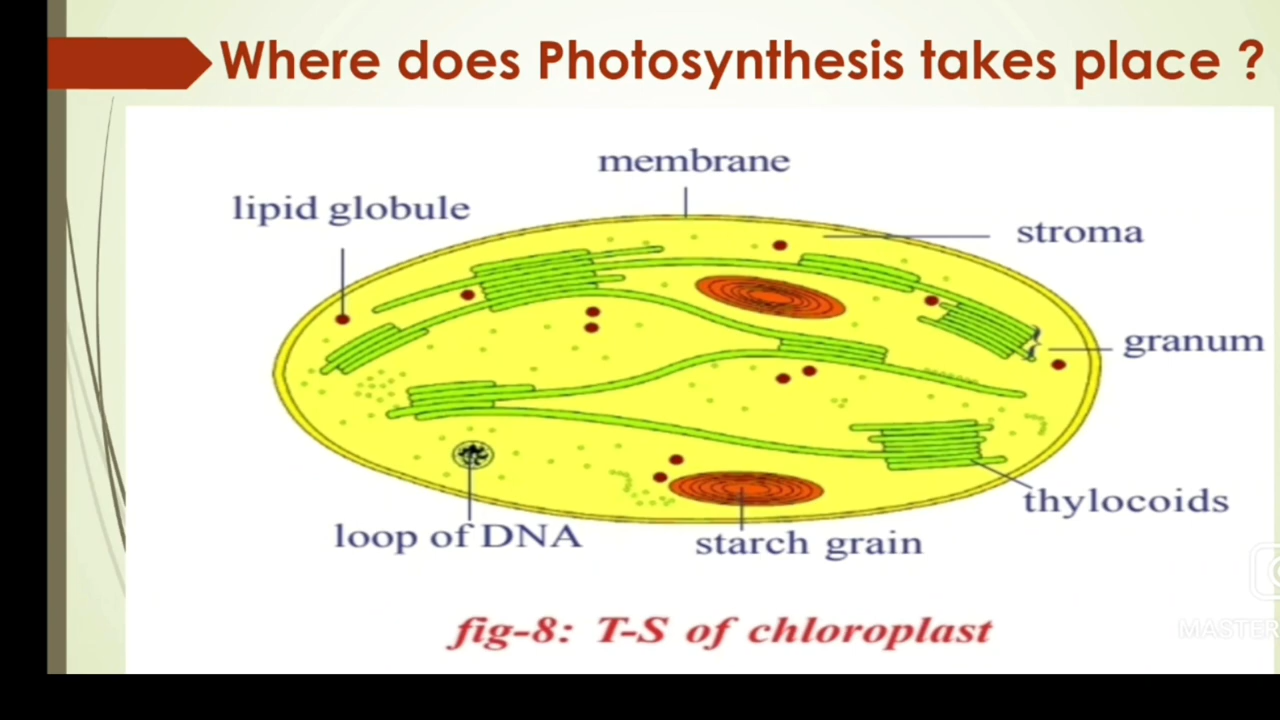 Where does Photosynthesis takes place ?
membrane
lipid globule
stroma
granum
thylocoids
loop of DNA
starch grain
fig-8: T-S of chloroplast
MASTER